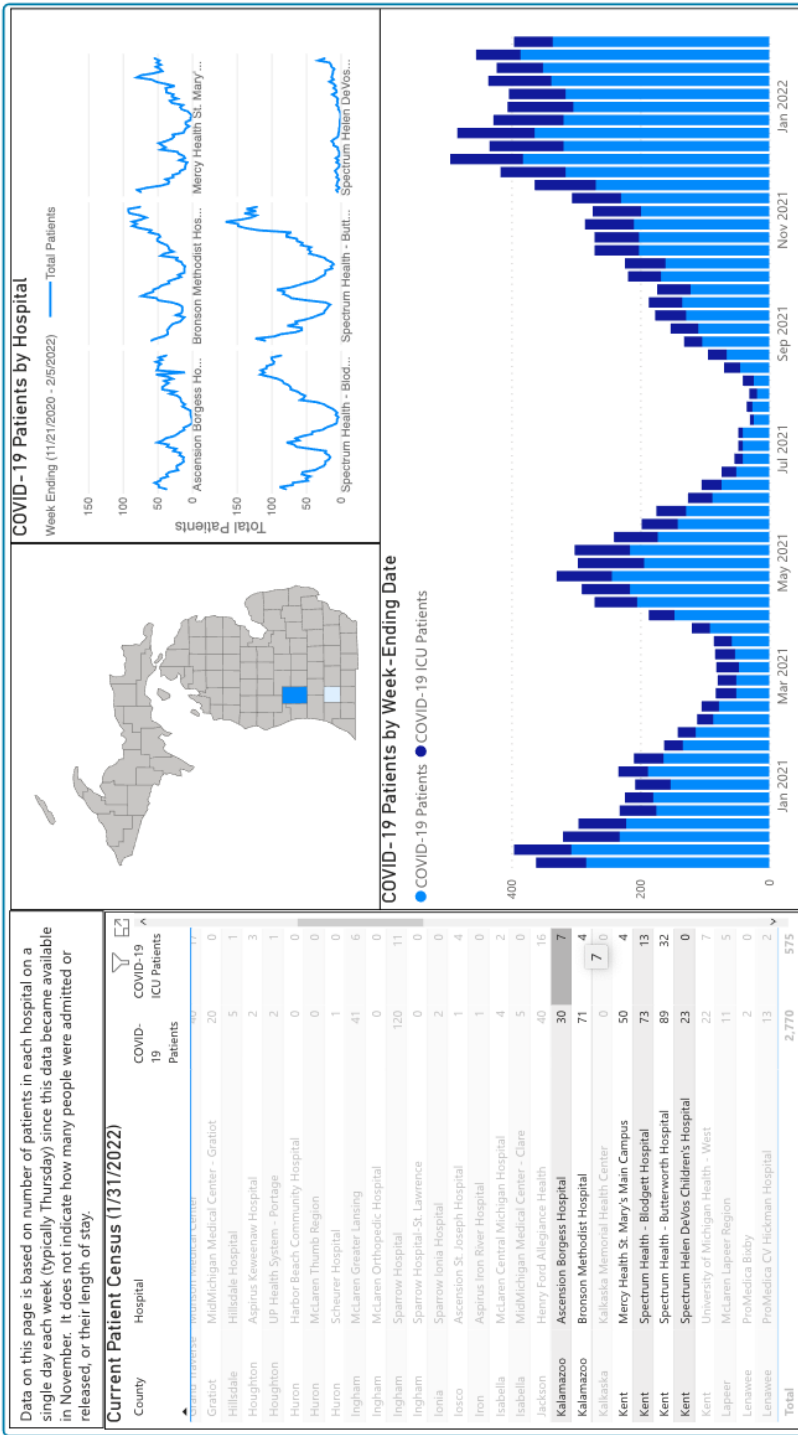 Data on this page is based on number of patients in each hospital on a
single day each week (typically Thursday) since this data became available
in November. It does not indicate how many people were admitted or
released, or their length of stay.
Current Patient Census (1/31/2022)
County Hospital COVID-19 Patients COVID-19 ICU Patients
Grand Traverse Munson Medical Center 40 17
Gratiot MidMichigan Medical Center - Gratiot 20 0
Hillsdale Hillsdale Hospital 5 1
Houghton Aspirus Keweenaw Hospital 2 3
Houghton UP Health System - Portage 2 1
Huron Harbor Beach Community Hospital 0 0
Huron McLaren Thumb Region 0 0
Huron Scheurer Hospital 1 0
Ingham McLaren Greater Lansing 41 6
Ingham McLaren Orthopedic Hospital 0 0
Ingham Sparrow Hospital 120 11
Ingham Sparrow Hospital St. Lawrence 0 0
Ionia Sparrow Ionia Hospital 2 0
Iosco Ascension St. Joseph Hospital 1 4
Iron Aspirus Iron River Hospital 1 0
Isabella McLaren Central Michigan Hospital 4 2
Isabella MidMichigan Medical Center - Clare 5 0
Jackson Henry Ford Allegiance Health 40 16
Kalamazoo Ascension Borgess Hospital 30 7
Kalamazoo Bronson Methodist Hospital 71 4
Kalkaska Kalkaska Memorial Health Center 0 0
7
Kent Mercy Health St. Mary's Main Campus 50 4
Kent Spectrum Health - Blodgett Hospital 73 13
Kent Spectrum Health - Butterworth Hospital 89 32
Kent Spectrum Helen DeVos Children's Hospital 23 0
Kent University of Michigan Health - West 22 7
Lapeer McLaren Lapeer Region 11 5
Lenawee ProMedica Bixby 2 0
Lenawee ProMedica CV Hickman Hospital 13 2
Total 2,770 575
COVID-19 Patients by Hospital
Week Ending (11/21/2020 - 2/5/2022) Total Patients
Total Patients
150
100
50
0
Ascension Borgess Ho...
Bronson Methodist Hos...
Mercy Health St. Mary'...
150
100
50
0
Spectrum Health - Blod...
Spectrum Health - Butt...
Spectrum Helen DeVos...
COVID-19 Patients by Week-Ending Date
COVID-19 Patients COVID-19 ICU Patients
400
200
0
Jan 2021 Mar 2021 May 2021 Jul 2021 Sep 2021 Nov 2021 Jan 2022